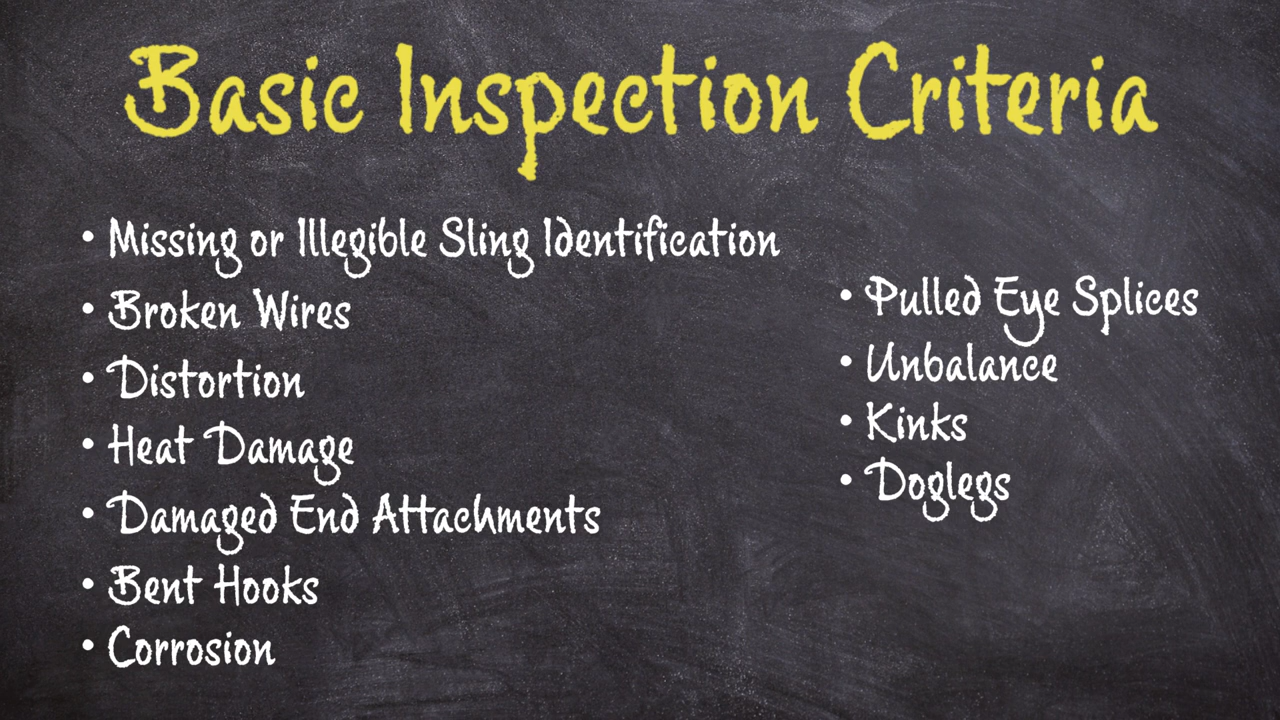 Basic Inspection Criteria
• Missing or Illegible Sling Identification
• Broken Wires
• Distortion
• Heat Damage
• Damaged End Attachments
• Bent Hooks
• Corrosion
• Pulled Eye Splices
• Unbalance
• Kinks
• Doglegs